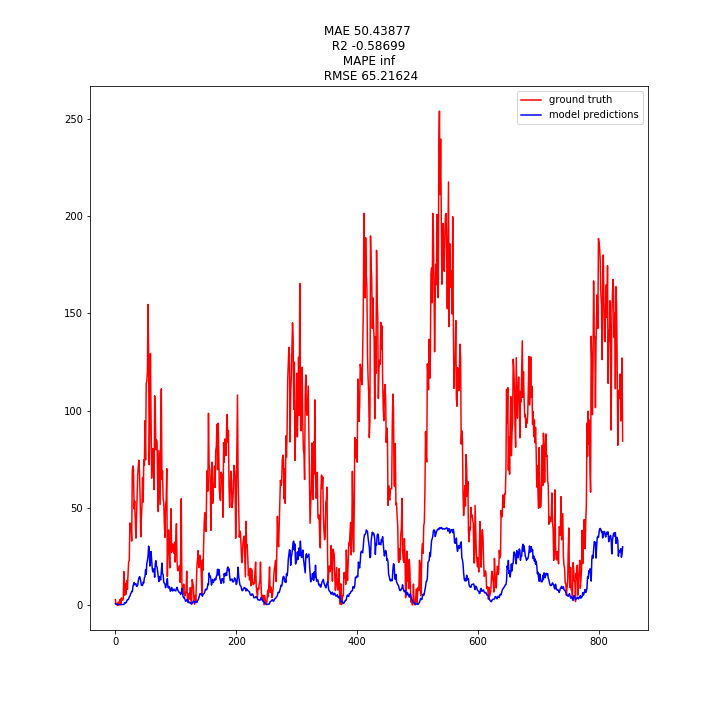 MAE 50.43877
R2 -0.58699
MAPE inf
RMSE 65.21624
ground truth
model predictions
250
200
150
100
50
0
0 200 400 600 800